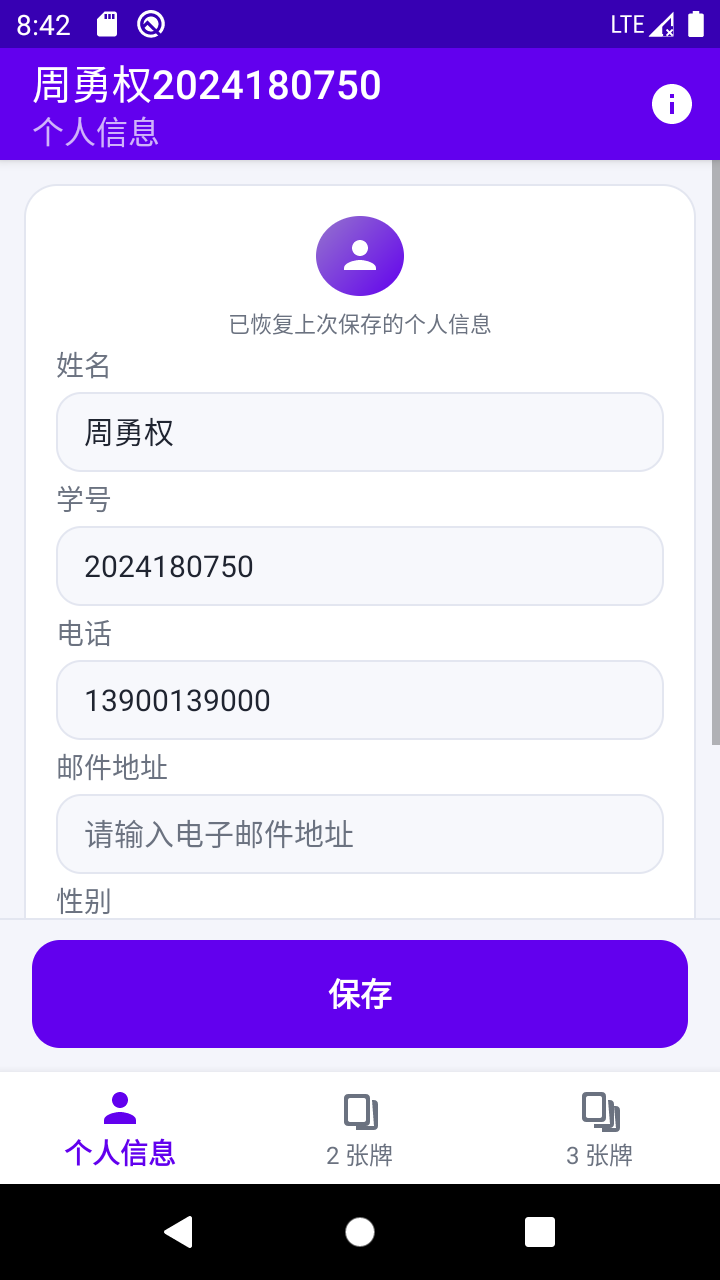 8:42
LTE
周勇权2024180750
个人信息
已恢复上次保存的个人信息
姓名
周勇权
学号
2024180750
电话
13900139000
邮件地址
请输入电子邮件地址
性别
保存
个人信息
2 张牌
3 张牌